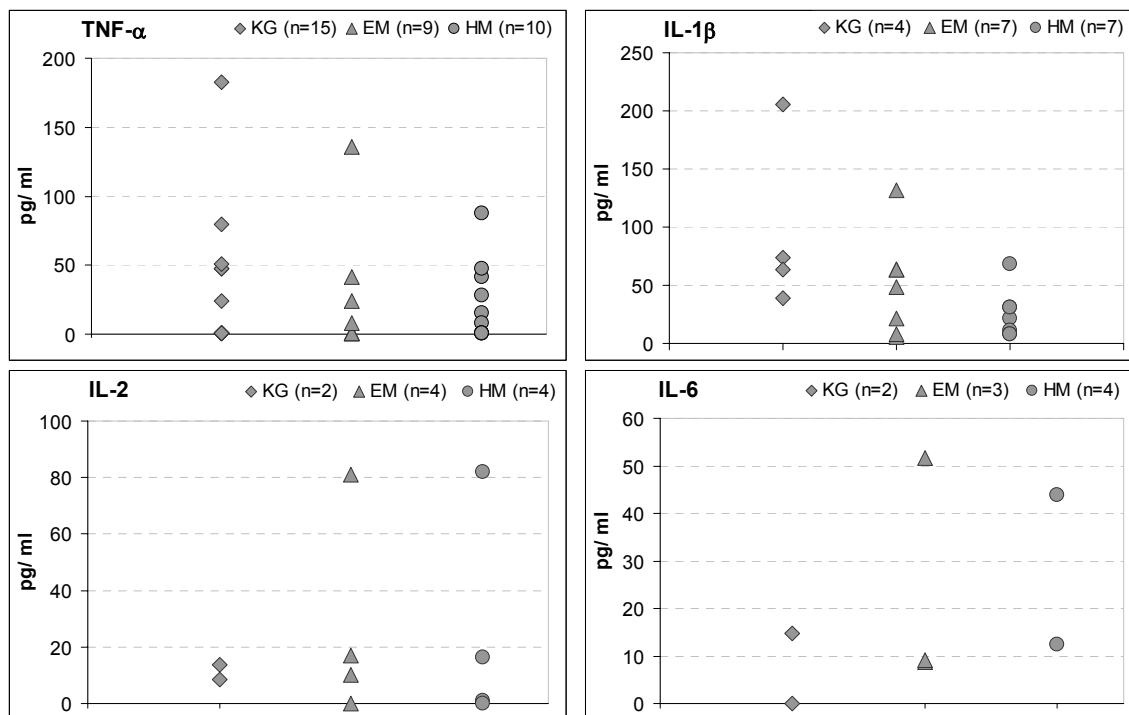 TNF-α
KG (n=15) EM (n=9) HM (n=10)
200
150
100
50
0
pg/ ml
IL-1β
KG (n=4) EM (n=7) HM (n=7)
250
200
150
100
50
0
pg/ ml
IL-2
KG (n=2) EM (n=4) HM (n=4)
100
80
60
40
20
0
pg/ ml
IL-6
KG (n=2) EM (n=3) HM (n=4)
60
50
40
30
20
10
0
pg/ ml